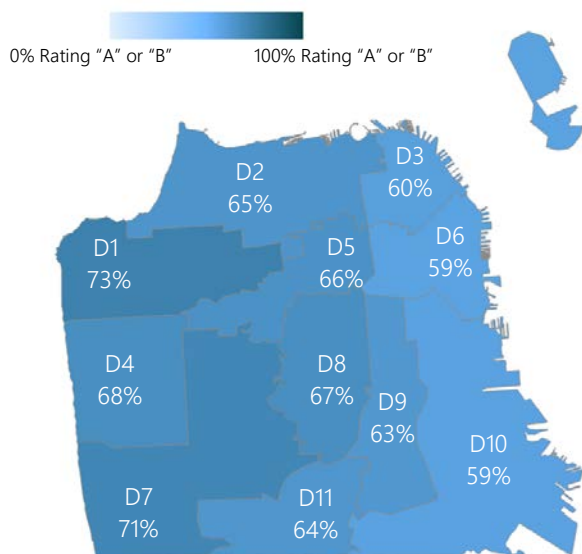 0% Rating “A” or “B” 100% Rating “A” or “B”
D2
65%
D3
60%
D1
73%
D5
66%
D6
59%
D4
68%
D8
67%
D9
63%
D10
59%
D7
71%
D11
64%